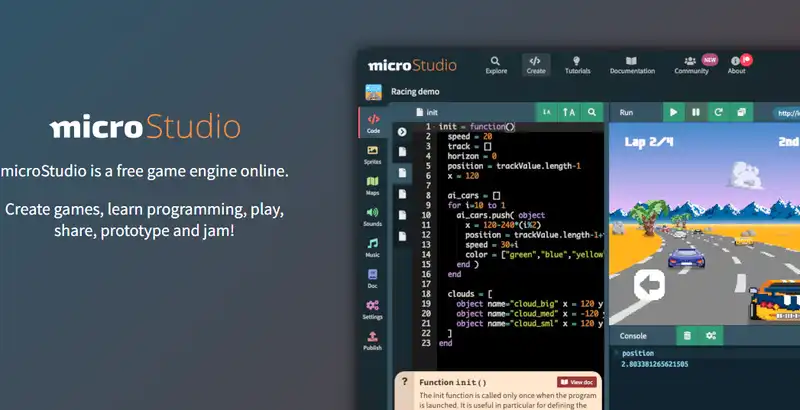 microStudio
microStudio is a free game engine online.
Create games, learn programming, play,
share, prototype and jam!
microStudio
Explore
Create
Tutorials
Documentation
Community
NEW
About
Racing demo
Code
Sprites
Maps
Sounds
Music
Doc
Settings
Publish
init
1 init = function()
2 speed = 20
3 track = []
4 horizon = 0
5 position = trackValue.length-1
6 x = 120
7
8 ai_cars = []
9 for i=10 to 1
10 ai_cars.push( object
11 x = 120-240*(i%2)
12 position = trackValue.length-1+
13 speed = 30+i
14 color = ["green","blue","yellow
15 end )
16 end
17
18 clouds = [
19 object name="cloud_big" x = 120 y
20 object name="cloud_med" x = -120
21 object name="cloud_sml" x = 120 y
22 ]
23 end
? Function init()
View doc
The Init function is called only once when the program
is launched. It is useful in particular for defining the
Run
Lap 2/4
2nd
Console
position
2.803381265621505